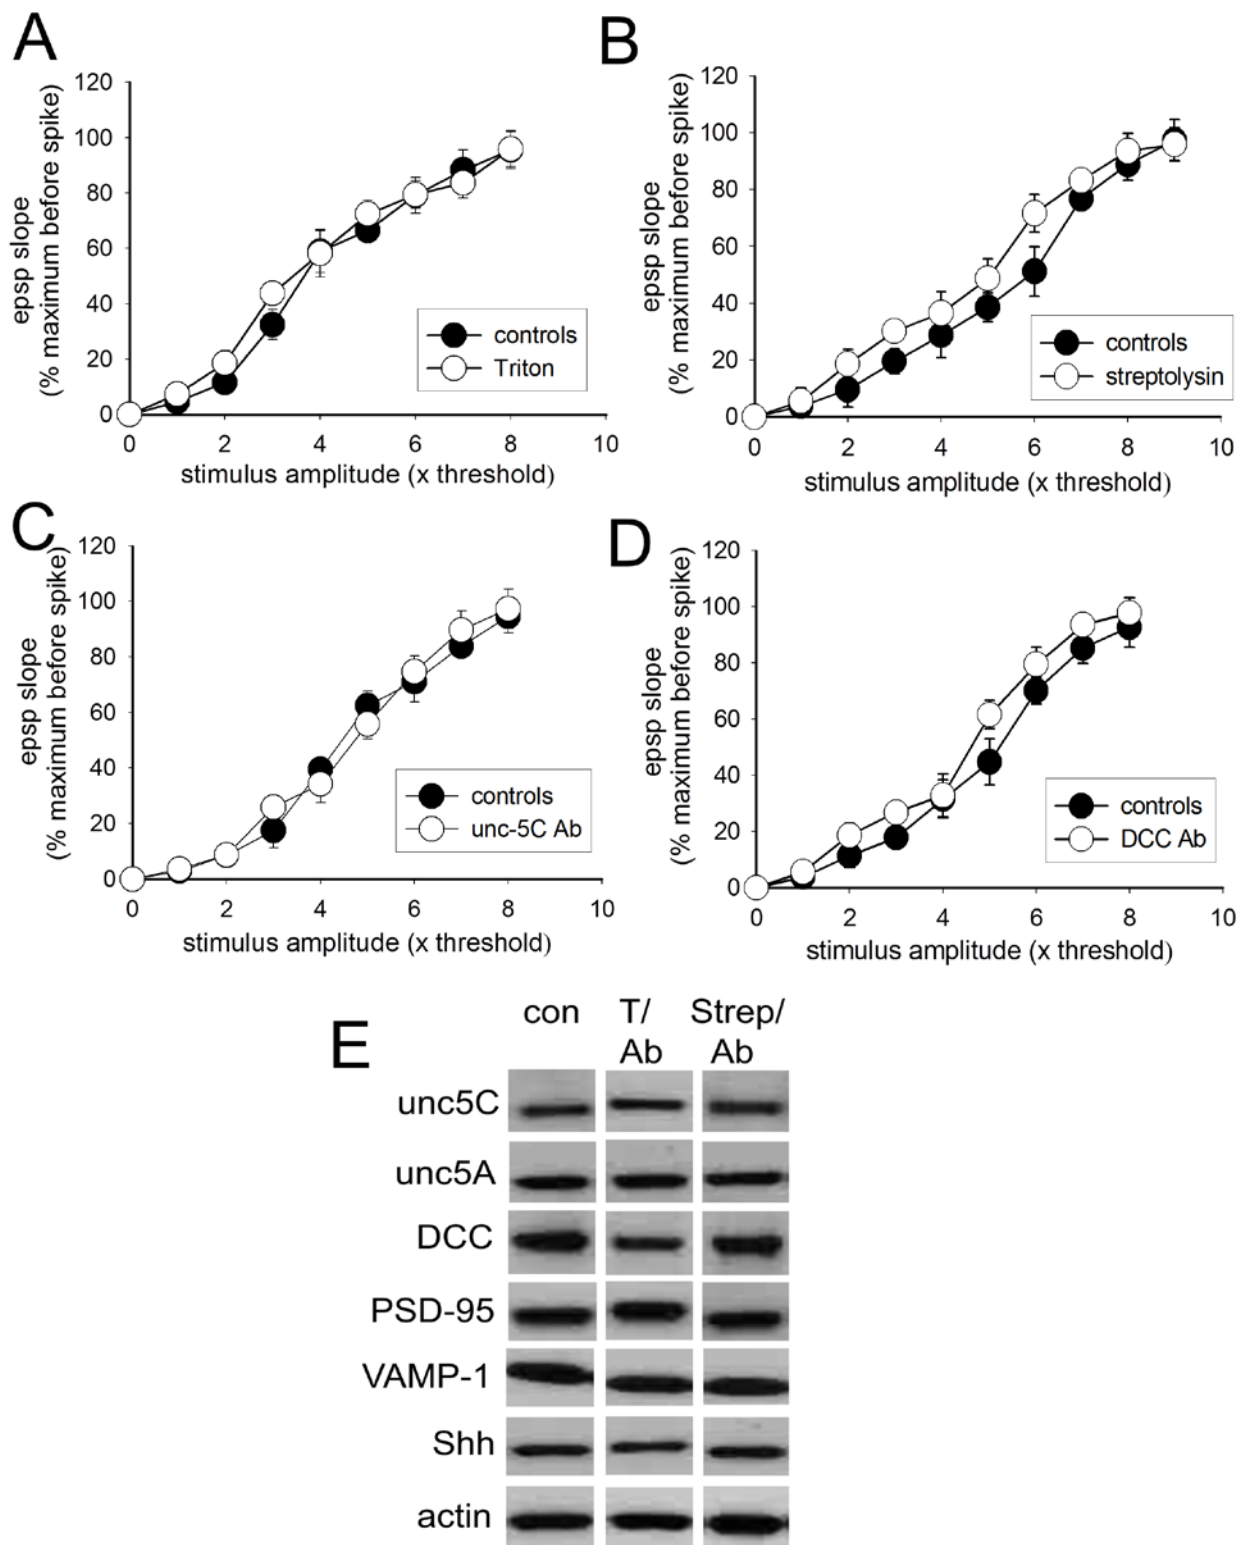 A
epsp slope
(% maximum before spike)
120
100
80
60
40
20
0
0 2 4 6 8 10
stimulus amplitude (x threshold)
controls
Triton
B
epsp slope
(% maximum before spike)
120
100
80
60
40
20
0
0 2 4 6 8 10
stimulus amplitude (x threshold)
controls
streptolysin
C
epsp slope
(% maximum before spike)
120
100
80
60
40
20
0
0 2 4 6 8 10
stimulus amplitude (x threshold)
controls
unc-5C Ab
D
epsp slope
(% maximum before spike)
120
100
80
60
40
20
0
0 2 4 6 8 10
stimulus amplitude (x threshold)
controls
DCC Ab
E
con T/ Strep/
Ab Ab
unc5C
unc5A
DCC
PSD-95
VAMP-1
Shh
actin